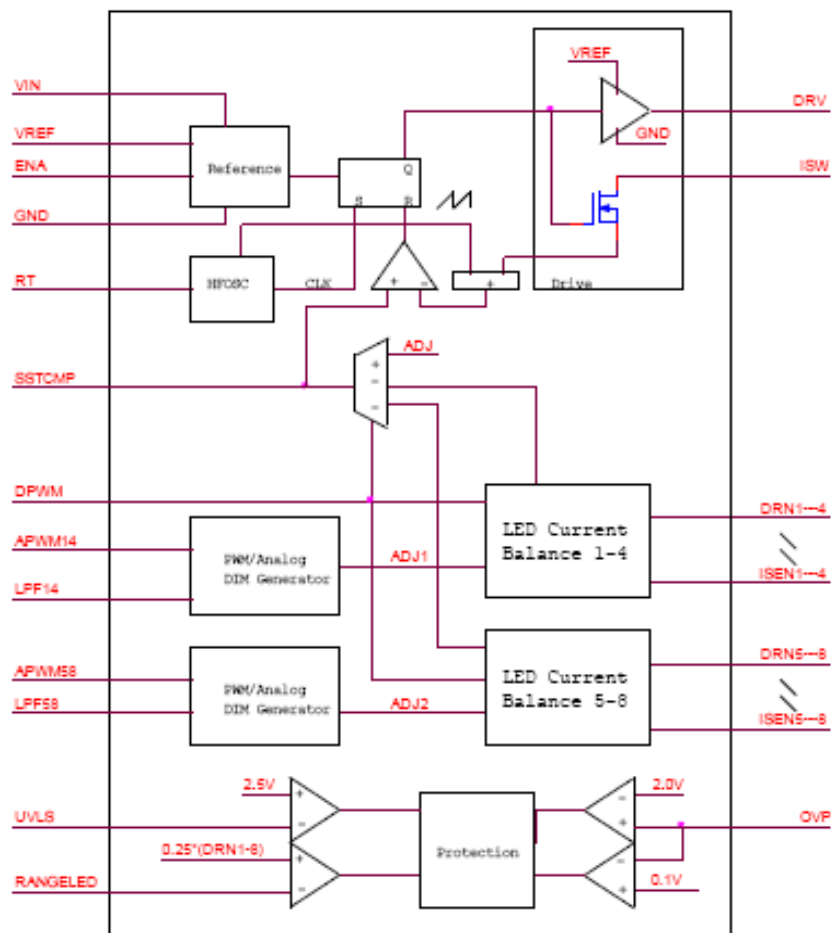 VREF
VIN
DRV
VREF
GND
ENA
Reference
Q
ISW
S
R
GND
RT
HFOSC
CLK
+
−
+
Drive
ADJ
+
SSTCMP
−
−
DPWM
DRN1---4
LED Current
Balance 1-4
APWM14
PWM/Analog
DIM Generator
ADJ1
LPF14
ISEN1---4
DRN5---8
APWM58
PWM/Analog
DIM Generator
LED Current
Balance 5-8
LPF58
ADJ2
ISEN5---8
2.5V
+
−
2.0V
−
+
UVLS
OVP
0.25*(DRN1-8)
+
−
Protection
−
+
0.1V
RANGELED